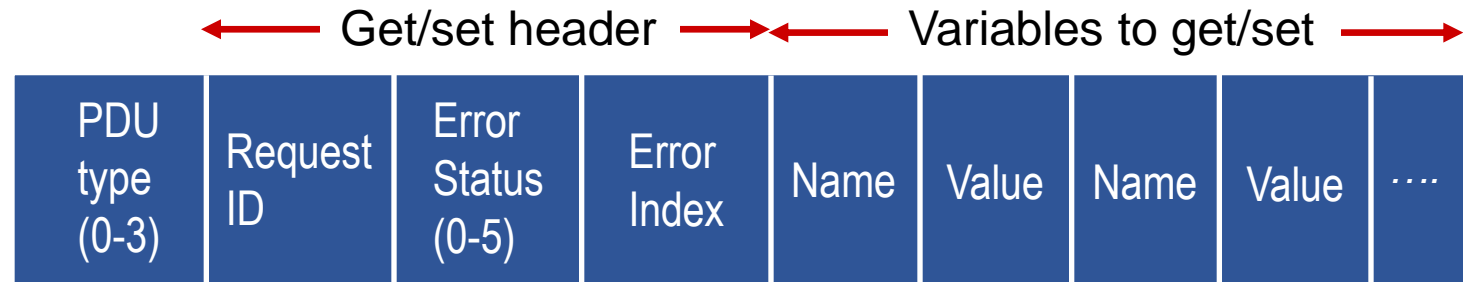 Get/set header
Variables to get/set
PDU
type
(0-3)
Request
ID
Error
Status
(0-5)
Error
Index
Name
Value
Name
Value
....